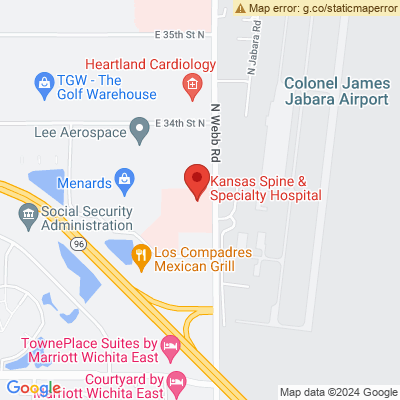 Map error: g.co/staticmaperror
E 35th St N
N Jabara Rd
Heartland Cardiology
TGW - The
Golf Warehouse
Colonel James
Jabara Airport
N Webb Rd
E 34th St N
Lee Aerospace
Menards
Kansas Spine &
Specialty Hospital
Social Security
Administration
96
Los Compadres
Mexican Grill
TownePlace Suites by
Marriott Wichita East
Courtyard by
Marriott Wichita East
Google
Map data ©2024 Google